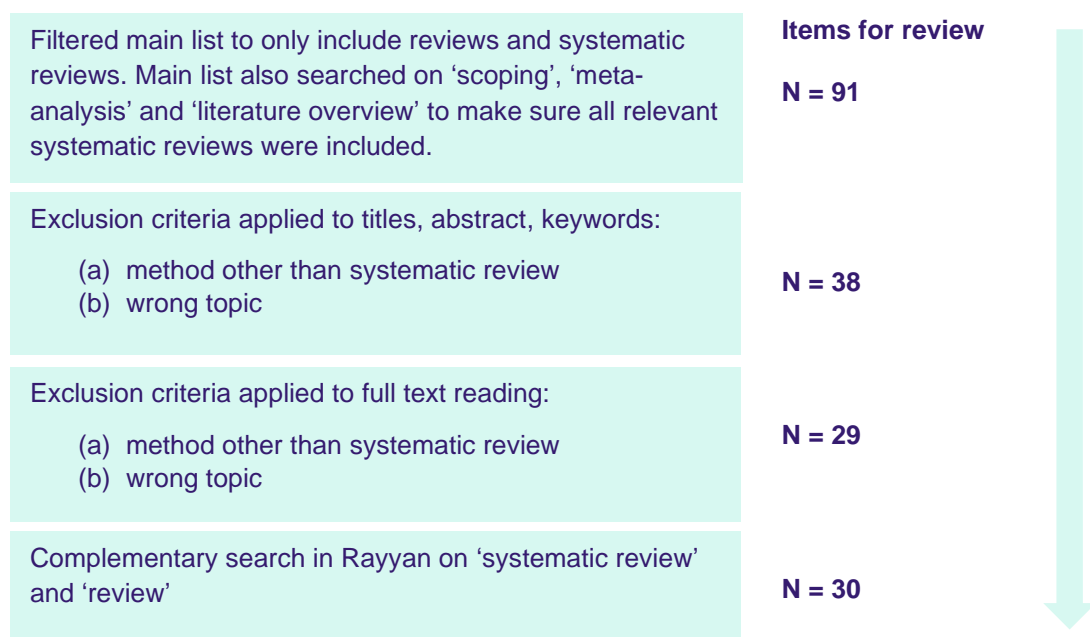 Filtered main list to only include reviews and systematic
reviews. Main list also searched on ‘scoping’, ‘meta-
analysis’ and ‘literature overview’ to make sure all relevant
systematic reviews were included.
Items for review
N = 91
Exclusion criteria applied to titles, abstract, keywords:
(a) method other than systematic review
(b) wrong topic
N = 38
Exclusion criteria applied to full text reading:
(a) method other than systematic review
(b) wrong topic
N = 29
Complementary search in Rayyan on ‘systematic review’
and ‘review’
N = 30